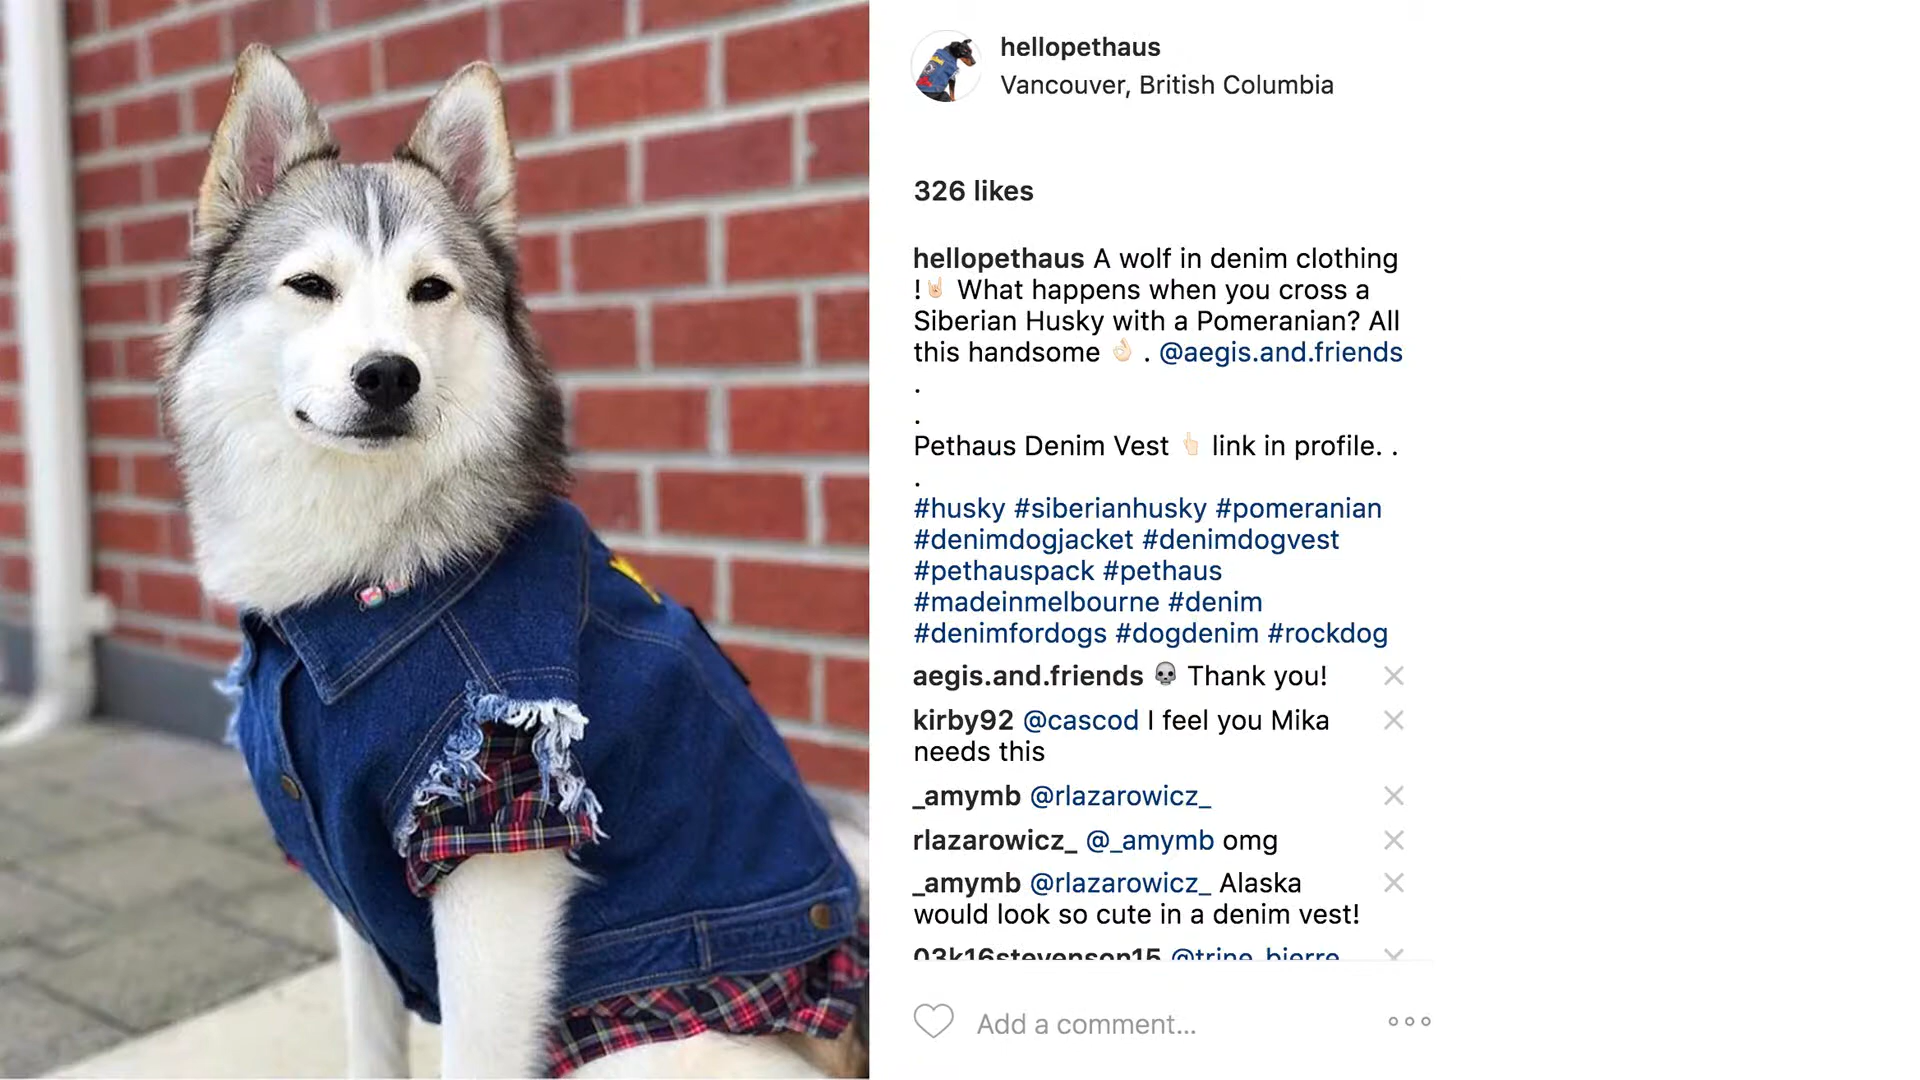 hellopethaus
Vancouver, British Columbia
326 likes
hellopethaus A wolf in denim clothing
!🤘🏻 What happens when you cross a
Siberian Husky with a Pomeranian? All
this handsome 👌🏻 . @aegis.and.friends
.
.
Pethaus Denim Vest 👆🏻 link in profile. .
.
#husky #siberianhusky #pomeranian
#denimdogjacket #denimdogvest
#pethauspack #pethaus
#madeinmelbourne #denim
#denimfordogs #dogdenim #rockdog
aegis.and.friends 💀 Thank you!
kirby92 @cascod I feel you Mika
needs this
_amymb @rlazarowicz_
rlazarowicz_ @_amymb omg
_amymb @rlazarowicz_ Alaska
would look so cute in a denim vest!
03k16stevenson15 @trine_bjerre
Add a comment...